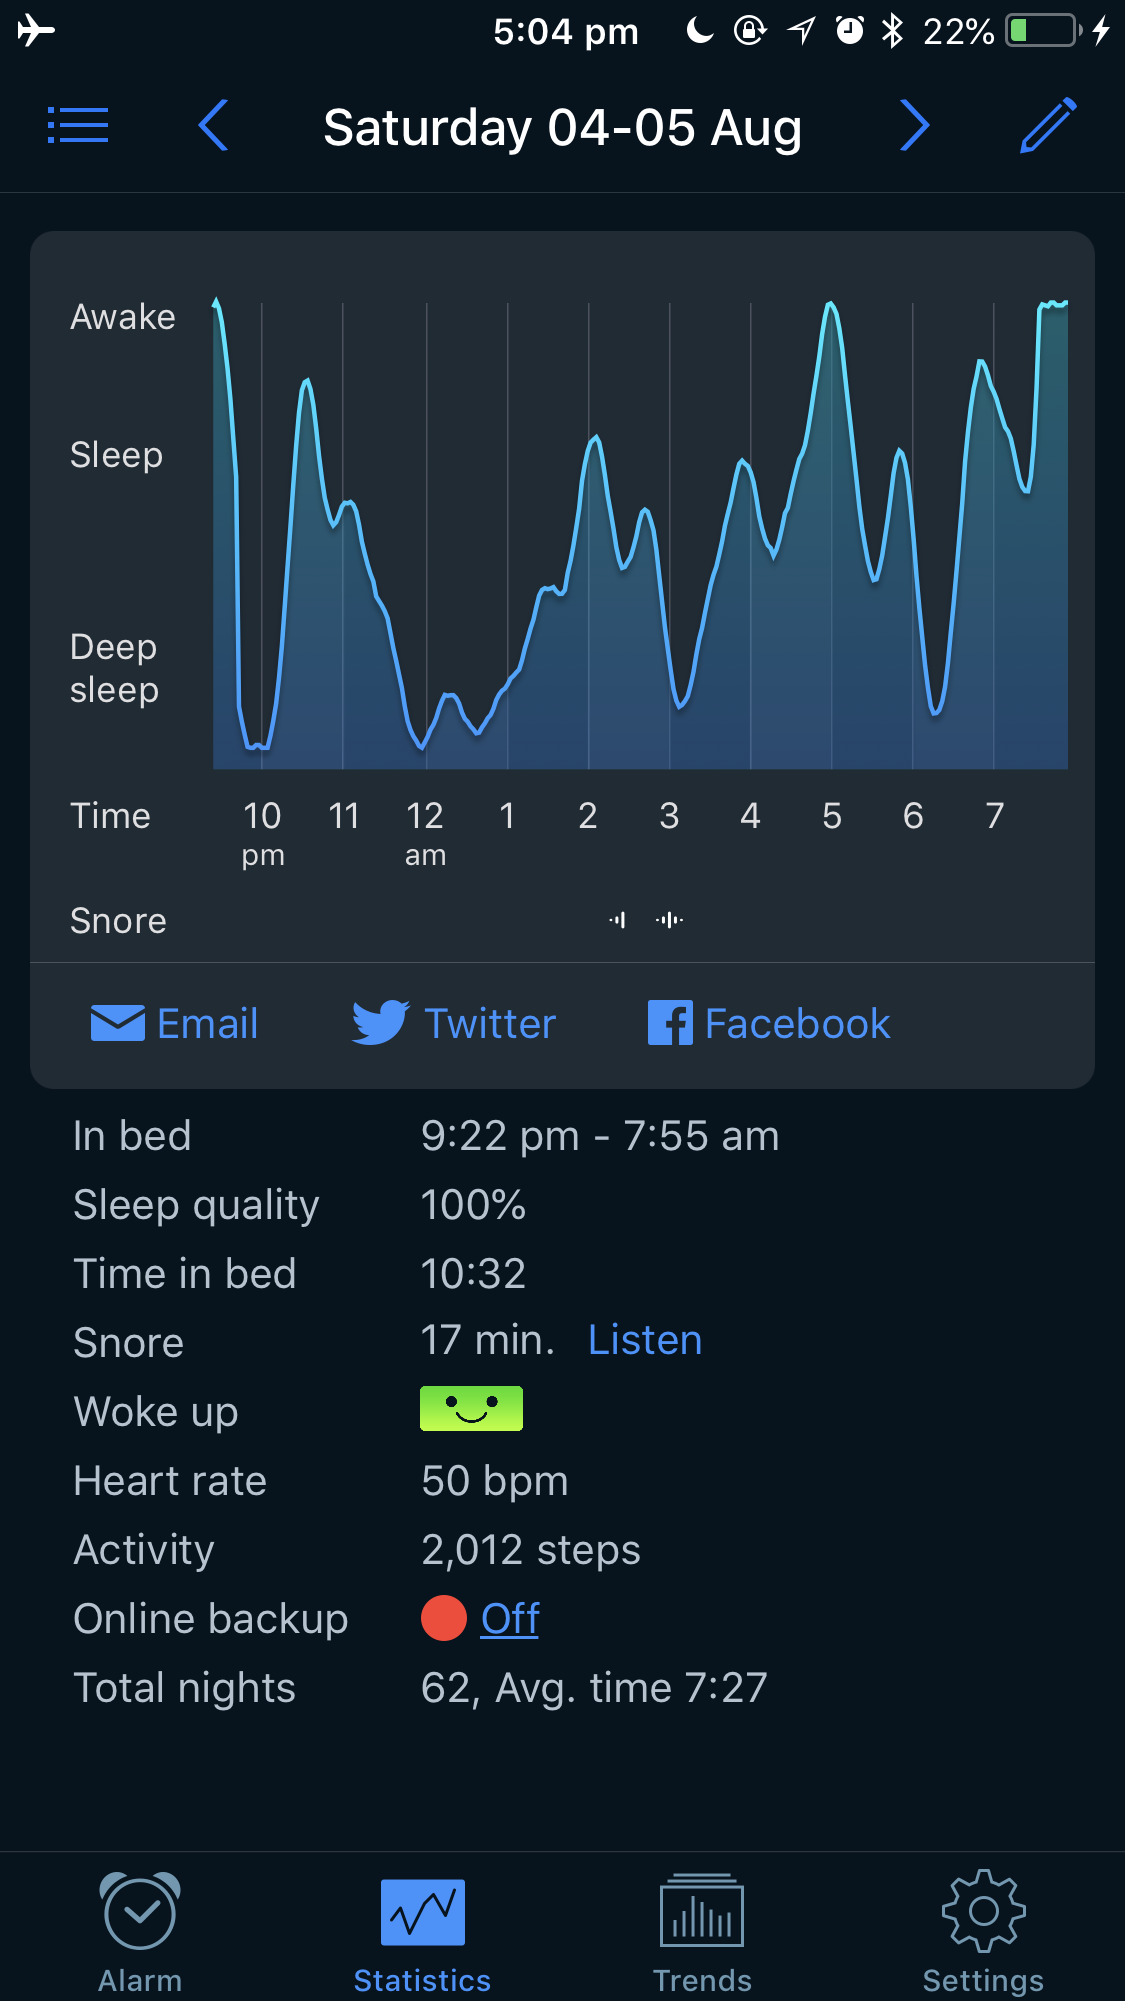 5:04 pm 22%
Saturday 04-05 Aug
Awake
Sleep
Deep
sleep
Time 10 11 12 1 2 3 4 5 6 7
pm am
Snore
Email Twitter Facebook
In bed 9:22 pm - 7:55 am
Sleep quality 100%
Time in bed 10:32
Snore 17 min. Listen
Woke up
Heart rate 50 bpm
Activity 2,012 steps
Online backup Off
Total nights 62, Avg. time 7:27
Alarm Statistics Trends Settings